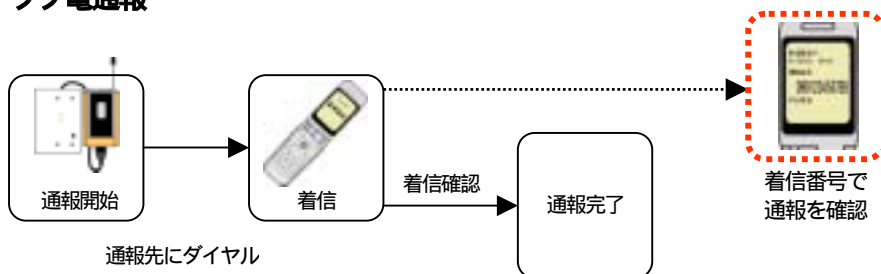 ワン電通報
通報開始
着信
着信確認
通報完了
着信番号で
通報を確認
通報先にダイヤル